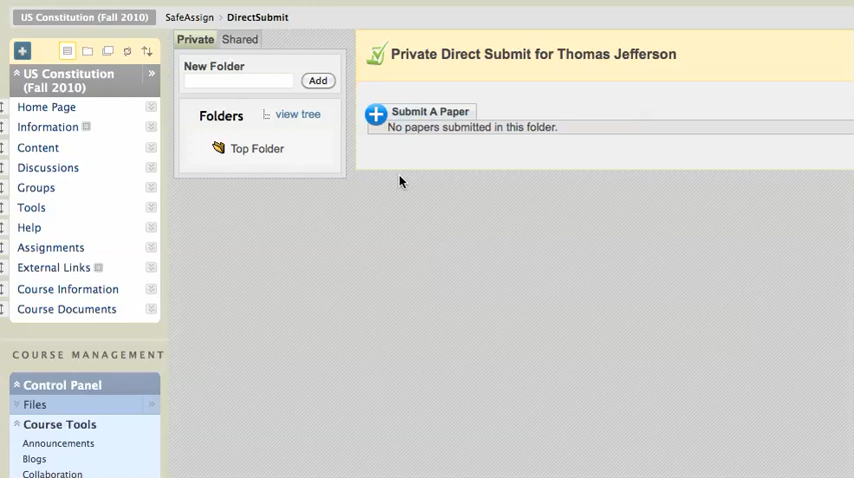 US Constitution (Fall 2010) SafeAssign > DirectSubmit
Private Shared
New Folder
Add
Folders view tree
Top Folder
Private Direct Submit for Thomas Jefferson
Submit A Paper
No papers submitted in this folder.
US Constitution
(Fall 2010)
Home Page
Information
Content
Discussions
Groups
Tools
Help
Assignments
External Links
Course Information
Course Documents
COURSE MANAGEMENT
Control Panel
Files
Course Tools
Announcements
Blogs
Collaboration